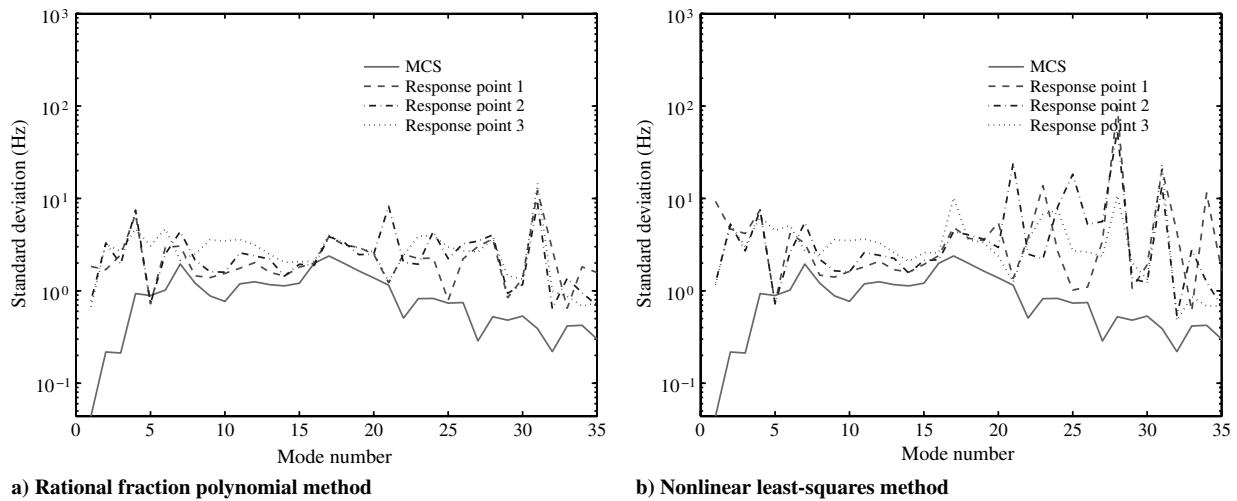 10³
10²
10¹
10⁰
10⁻¹
Standard deviation (Hz)
MCS
Response point 1
Response point 2
Response point 3
0 5 10 15 20 25 30 35
Mode number
a) Rational fraction polynomial method
10³
10²
10¹
10⁰
10⁻¹
Standard deviation (Hz)
MCS
Response point 1
Response point 2
Response point 3
0 5 10 15 20 25 30 35
Mode number
b) Nonlinear least-squares method